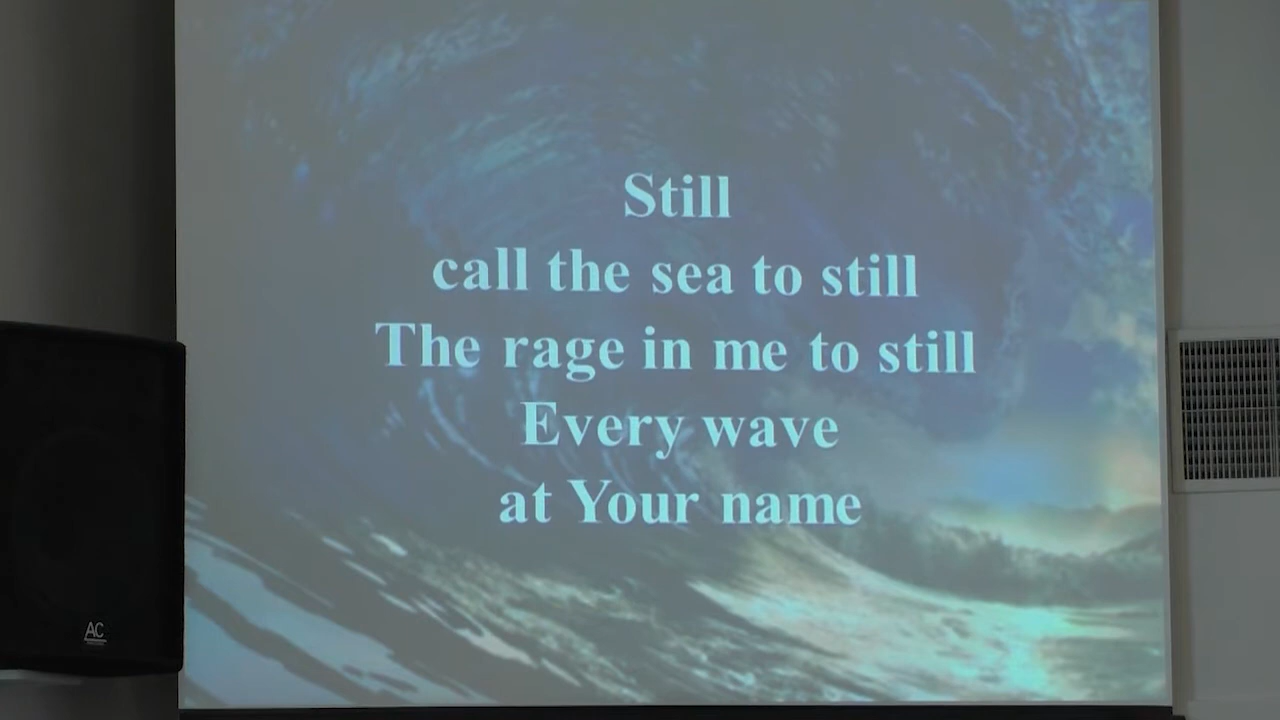 Still
call the sea to still
The rage in me to still
Every wave
at Your name
AC